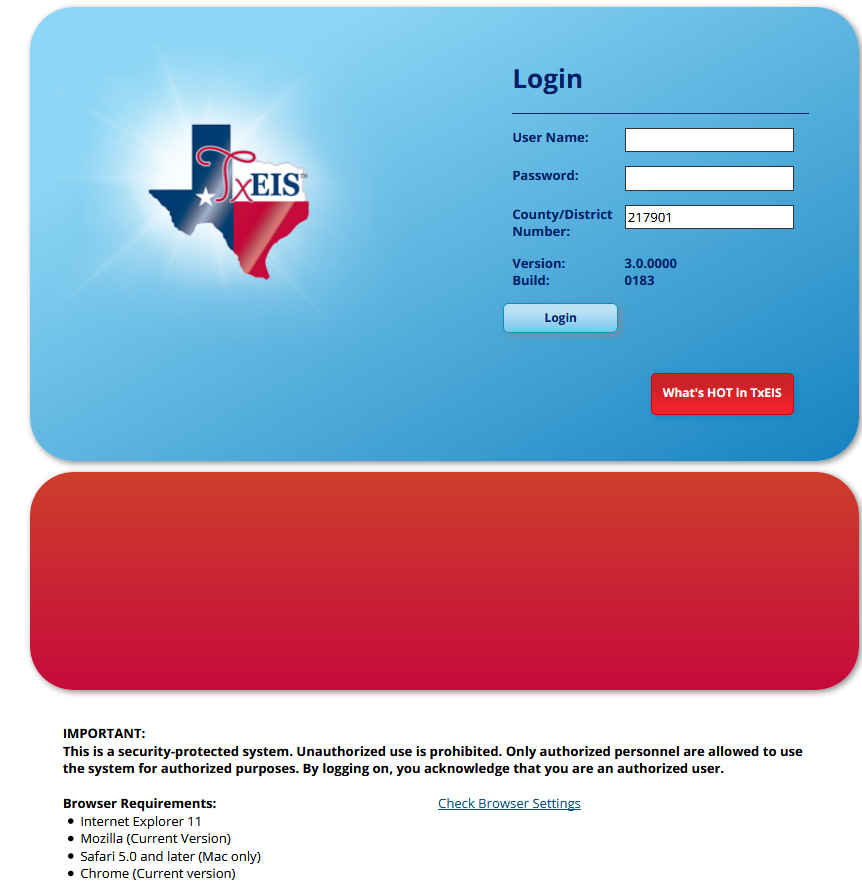 TxEIS™
Login
User Name:
Password:
County/District
Number:
217901
Version: 3.0.0000
Build: 0183
Login
What's HOT in TxEIS
IMPORTANT:
This is a security-protected system. Unauthorized use is prohibited. Only authorized personnel are allowed to use
the system for authorized purposes. By logging on, you acknowledge that you are an authorized user.
Browser Requirements:
Check Browser Settings
• Internet Explorer 11
• Mozilla (Current Version)
• Safari 5.0 and later (Mac only)
• Chrome (Current version)